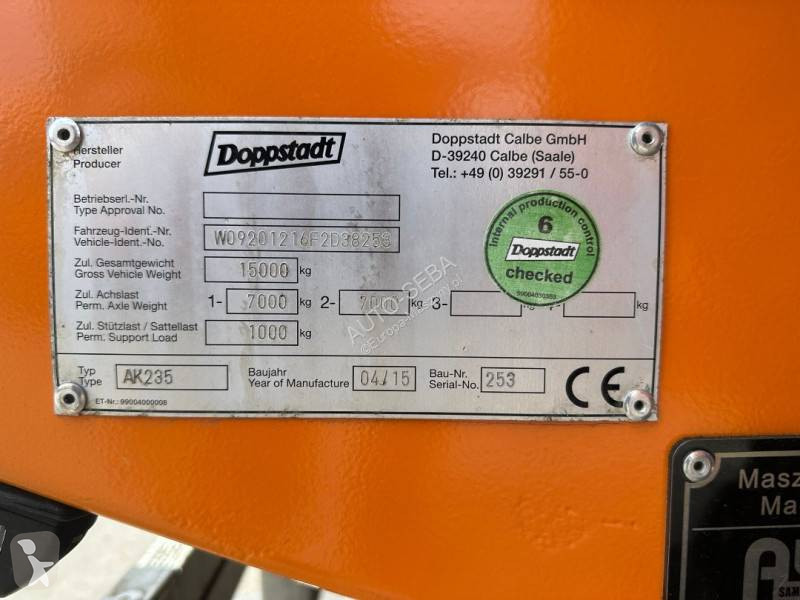 Hersteller
Producer
Doppstadt
Doppstadt Calbe GmbH
D-39240 Calbe (Saale)
Tel.: +49 (0) 39291 / 55-0
Betriebserl.-Nr.
Type Approval No.
Fahrzeug-Ident.-Nr.
Vehicle-Ident.-No.
W09201216F2D38253
Zul. Gesamtgewicht
Gross Vehicle Weight
15000 kg
Zul. Achslast
Perm. Axle Weight
1- 7000 kg 2- 7000 kg 3- kg
Zul. Stützlast / Sattellast
Perm. Support Load
1000 kg
Internal production control
6
Doppstadt
checked
99004030353
Typ
Type
AK235
Baujahr
Year of Manufacture
04/15
Bau-Nr.
Serial-No.
253
CE
ET-Nr.: 99004000008
AUTO-SEBA
Masz
Ma
SAM